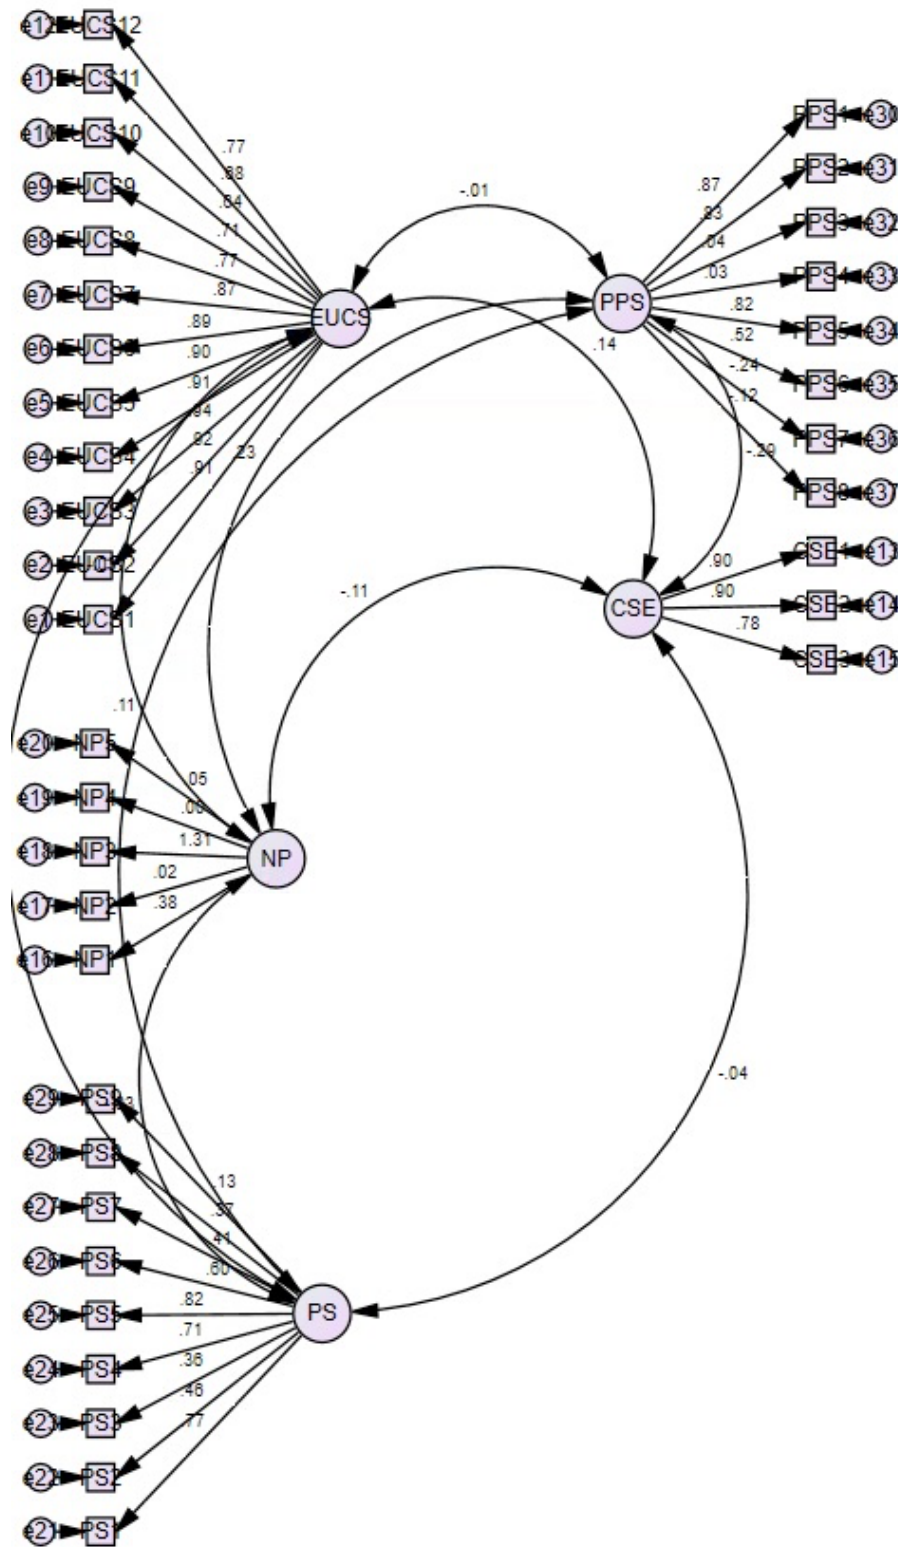 e12 EUCS12
e11 EUCS11
e10 EUCS10
e9 EUCS9
e8 EUCS8
e7 EUCS7
e6 EUCS6
e5 EUCS5
e4 EUCS4
e3 EUCS3
e2 EUCS2
e1 EUCS1
.77
.88
.64
.71
.77
.87
.89
.90
.91
.94
.92
.91
EUCS
-.01
PPS
.87
.83
.04
.03
.82
.52
-.24
-.12
-.29
PPS1 e30
PPS2 e31
PPS3 e32
PPS4 e33
PPS5 e34
PPS6 e35
PPS7 e36
PPS8 e37
.14
.23
CSE
.90
.90
.78
CSE1 e13
CSE2 e14
CSE3 e15
-.11
.11
e20 NP5
e19 NP4
e18 NP3
e17 NP2
e16 NP1
.05
.00
1.31
.02
.38
NP
-.04
e29 PS9
e28 PS8
e27 PS7
e26 PS6
e25 PS5
e24 PS4
e23 PS3
e22 PS2
e21 PS1
.13
.37
.41
.60
.82
.71
.36
.46
.77
PS